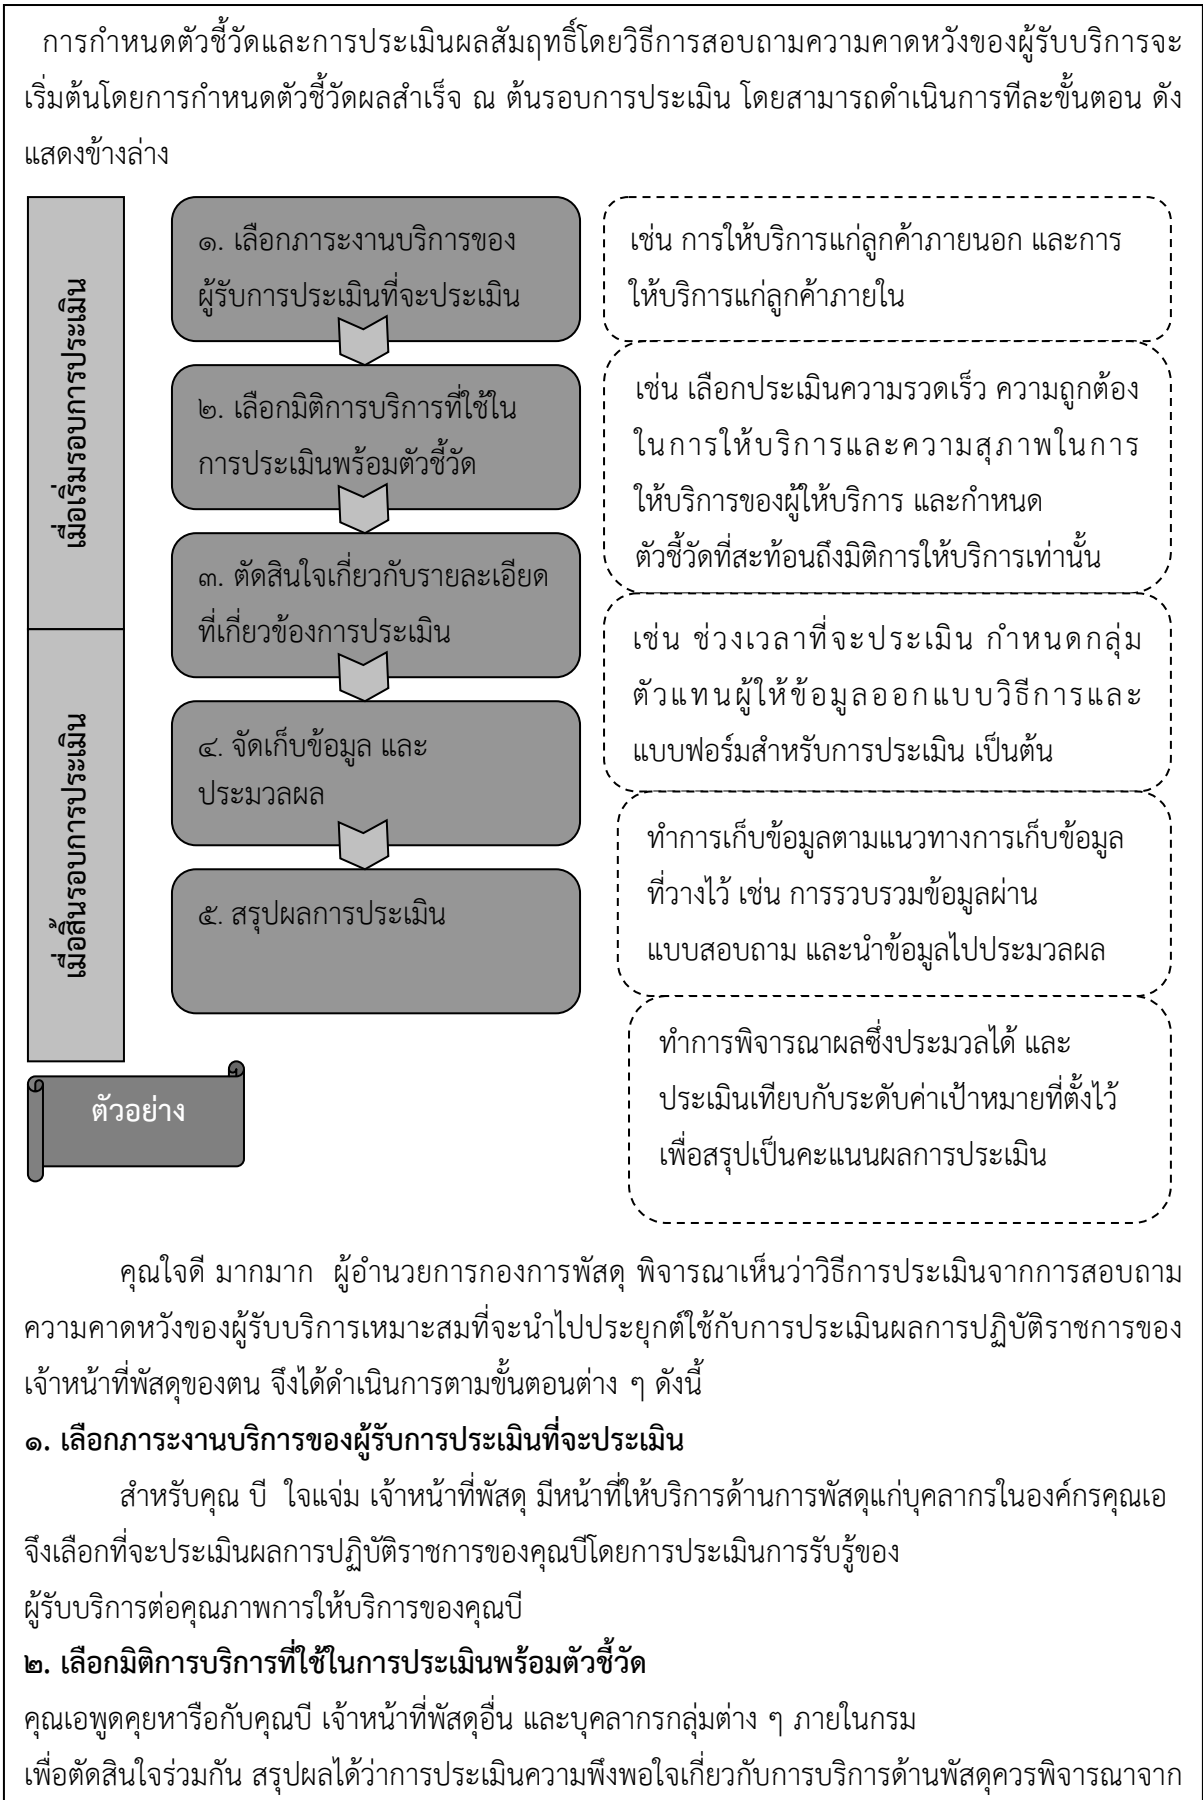 การกำหนดตัวชี้วัดและการประเมินผลสัมฤทธิ์โดยวิธีการสอบถามความคาดหวังของผู้รับบริการจะ
เริ่มต้นโดยการกำหนดตัวชี้วัดผลสำเร็จ ณ ต้นรอบการประเมิน โดยสามารถดำเนินการทีละขั้นตอน ดัง
แสดงข้างล่าง
เมื่อเริ่มรอบการประเมิน
เมื่อสิ้นรอบการประเมิน
๑. เลือกภาระงานบริการของ
ผู้รับการประเมินที่จะประเมิน
เช่น การให้บริการแก่ลูกค้าภายนอก และการ
ให้บริการแก่ลูกค้าภายใน
๒. เลือกมิติการบริการที่ใช้ใน
การประเมินพร้อมตัวชี้วัด
เช่น เลือกประเมินความรวดเร็ว ความถูกต้อง
ในการให้บริการและความสุภาพในการ
ให้บริการของผู้ให้บริการ และกำหนด
ตัวชี้วัดที่สะท้อนถึงมิติการให้บริการเท่านั้น
๓. ตัดสินใจเกี่ยวกับรายละเอียด
ที่เกี่ยวข้องการประเมิน
เช่น ช่วงเวลาที่จะประเมิน กำหนดกลุ่ม
ตัวแทนผู้ให้ข้อมูลออกแบบวิธีการและ
แบบฟอร์มสำหรับการประเมิน เป็นต้น
๔. จัดเก็บข้อมูล และ
ประมวลผล
ทำการเก็บข้อมูลตามแนวทางการเก็บข้อมูล
ที่วางไว้ เช่น การรวบรวมข้อมูลผ่าน
แบบสอบถาม และนำข้อมูลไปประมวลผล
๕. สรุปผลการประเมิน
ทำการพิจารณาผลซึ่งประมวลได้ และ
ประเมินเทียบกับระดับค่าเป้าหมายที่ตั้งไว้
เพื่อสรุปเป็นคะแนนผลการประเมิน
ตัวอย่าง
คุณใจดี มากมาก ผู้อำนวยการกองการพัสดุ พิจารณาเห็นว่าวิธีการประเมินจากการสอบถาม
ความคาดหวังของผู้รับบริการเหมาะสมที่จะนำไปประยุกต์ใช้กับการประเมินผลการปฏิบัติราชการของ
เจ้าหน้าที่พัสดุของตน จึงได้ดำเนินการตามขั้นตอนต่าง ๆ ดังนี้
๑. เลือกภาระงานบริการของผู้รับการประเมินที่จะประเมิน
สำหรับคุณ บี ใจแจ่ม เจ้าหน้าที่พัสดุ มีหน้าที่ให้บริการด้านการพัสดุแก่บุคลากรในองค์กรคุณเอ
จึงเลือกที่จะประเมินผลการปฏิบัติราชการของคุณบีโดยการประเมินการรับรู้ของ
ผู้รับบริการต่อคุณภาพการให้บริการของคุณบี
๒. เลือกมิติการบริการที่ใช้ในการประเมินพร้อมตัวชี้วัด
คุณเอพูดคุยหารือกับคุณบี เจ้าหน้าที่พัสดุอื่น และบุคลากรกลุ่มต่าง ๆ ภายในกรม
เพื่อตัดสินใจร่วมกัน สรุปผลได้ว่าการประเมินความพึงพอใจเกี่ยวกับการบริการด้านพัสดุควรพิจารณาจาก